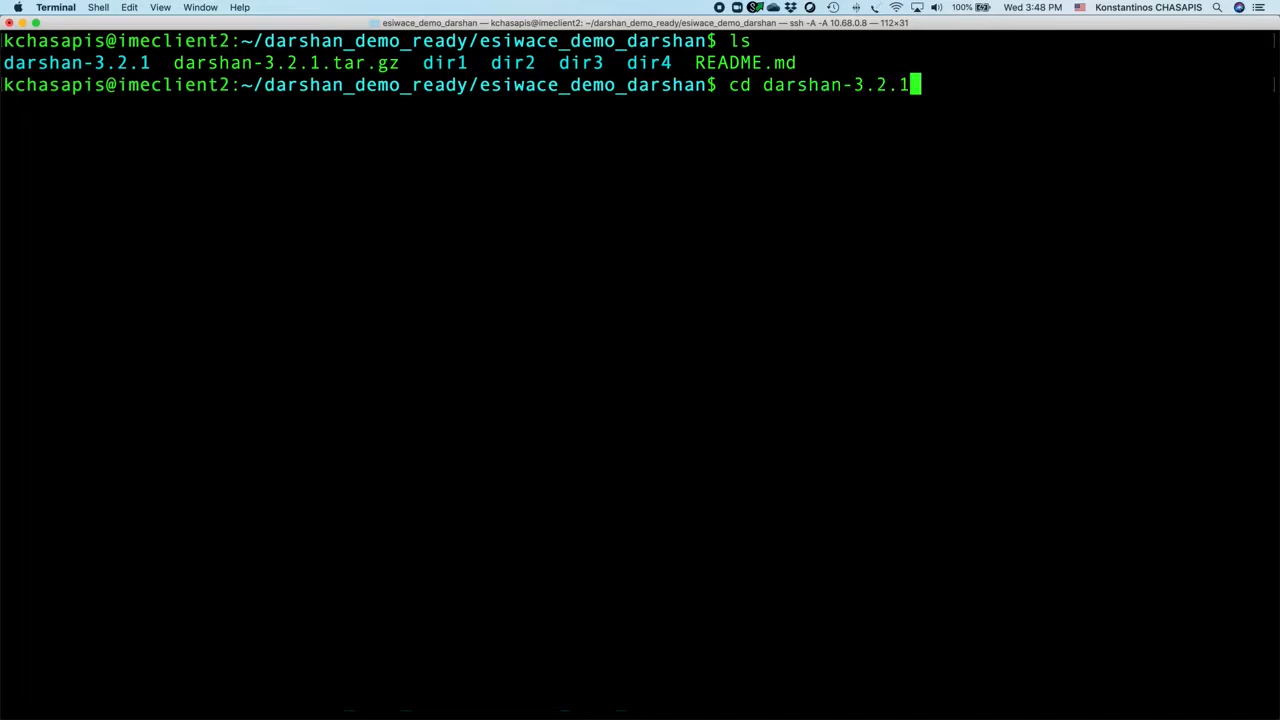 Terminal Shell Edit View Window Help 100% Wed 3:48 PM Konstantinos CHASAPIS
esiwace_demo_darshan — kchasapis@imeclient2: ~/darshan_demo_ready/esiwace_demo_darshan — ssh -A -A 10.68.0.8 — 112×31
kchasapis@imeclient2:~/darshan_demo_ready/esiwace_demo_darshan$ ls
darshan-3.2.1 darshan-3.2.1.tar.gz dir1 dir2 dir3 dir4 README.md
kchasapis@imeclient2:~/darshan_demo_ready/esiwace_demo_darshan$ cd darshan-3.2.1